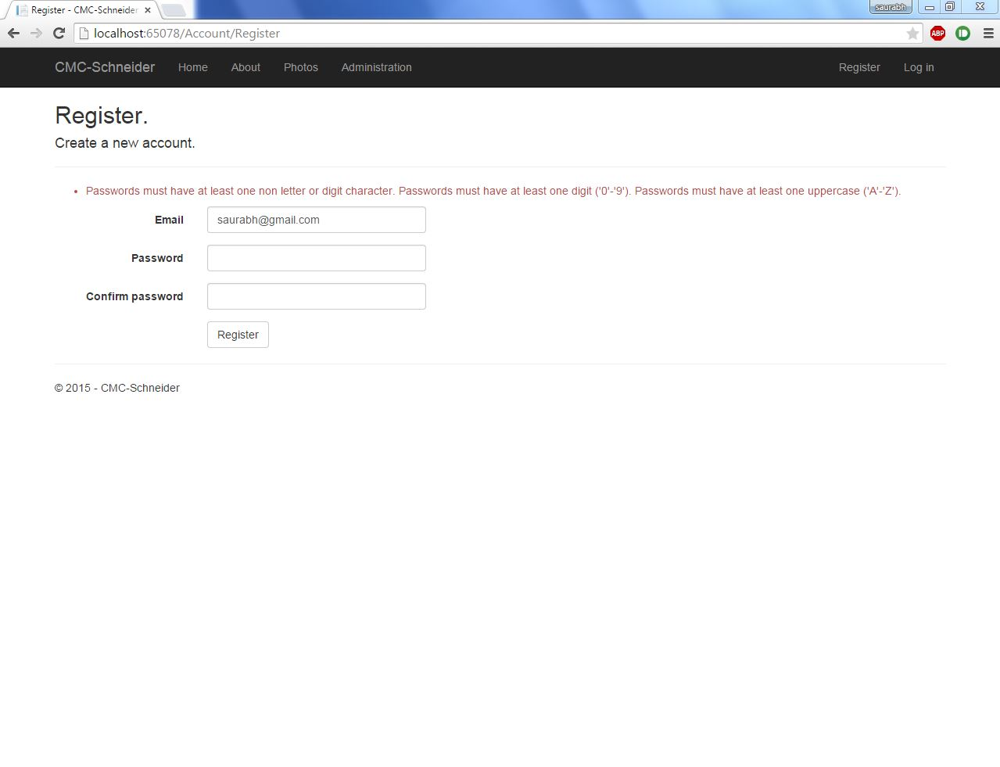 Register - CMC-Schneider
saurabh
localhost:65078/Account/Register
ABP
CMC-Schneider Home About Photos Administration Register Log in
Register.
Create a new account.
Passwords must have at least one non letter or digit character. Passwords must have at least one digit ('0'-'9'). Passwords must have at least one uppercase ('A'-'Z').
Email saurabh@gmail.com
Password
Confirm password
Register
© 2015 - CMC-Schneider